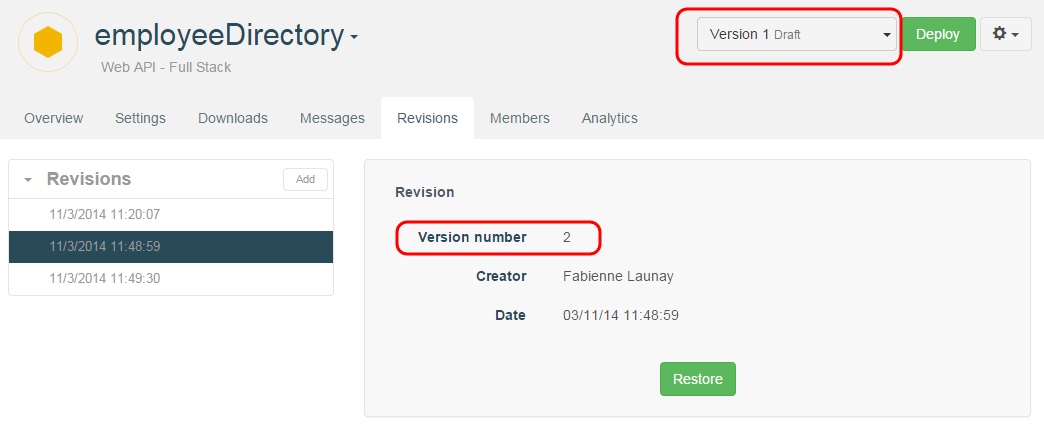 employeeDirectory
Web API - Full Stack
Version 1 Draft
Deploy
Overview Settings Downloads Messages Revisions Members Analytics
Revisions Add
11/3/2014 11:20:07
11/3/2014 11:48:59
11/3/2014 11:49:30
Revision
Version number 2
Creator Fabienne Launay
Date 03/11/14 11:48:59
Restore